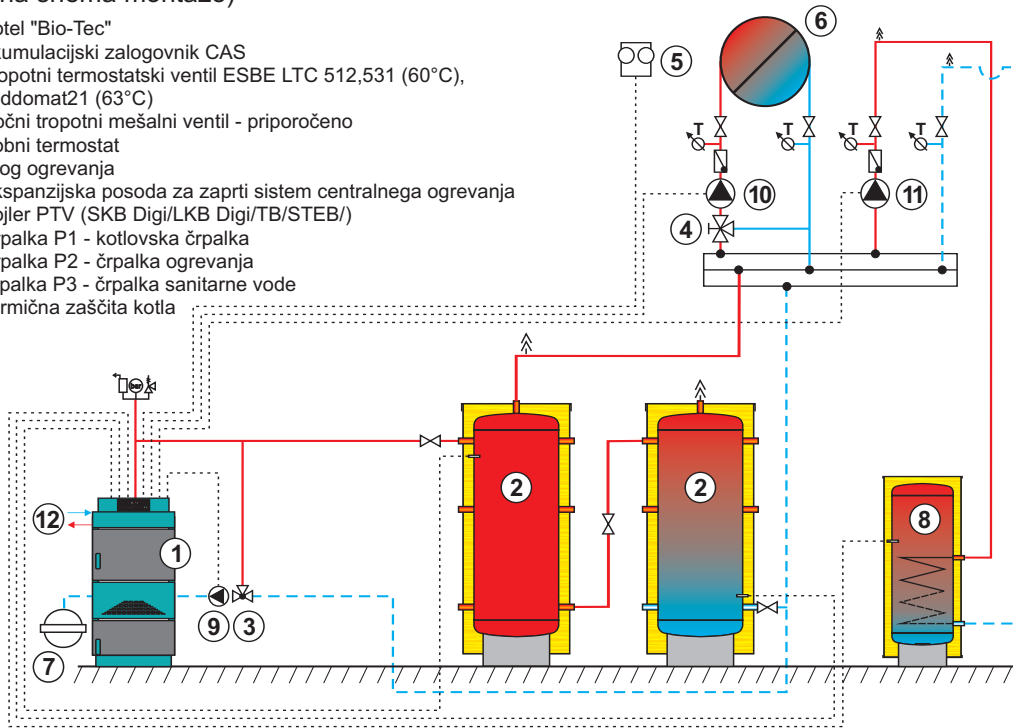 otel "Bio-Tec"
kumulacijski zalogovnik CAS
opotni termostatski ventil ESBE LTC 512,531 (60°C),
ddomat21 (63°C)
očni tropotni mešalni ventil - priporočeno
obni termostat
og ogrevanja
kspanzijska posoda za zaprti sistem centralnega ogrevanja
ojler PTV (SKB Digi/LKB Digi/TB/STEB/)
rpalka P1 - kotlovska črpalka
rpalka P2 - črpalka ogrevanja
rpalka P3 - črpalka sanitarne vode
rmična zaščita kotla
5
6
T
T
T
T
10
11
4
bar
2
2
8
12
1
9
3
7